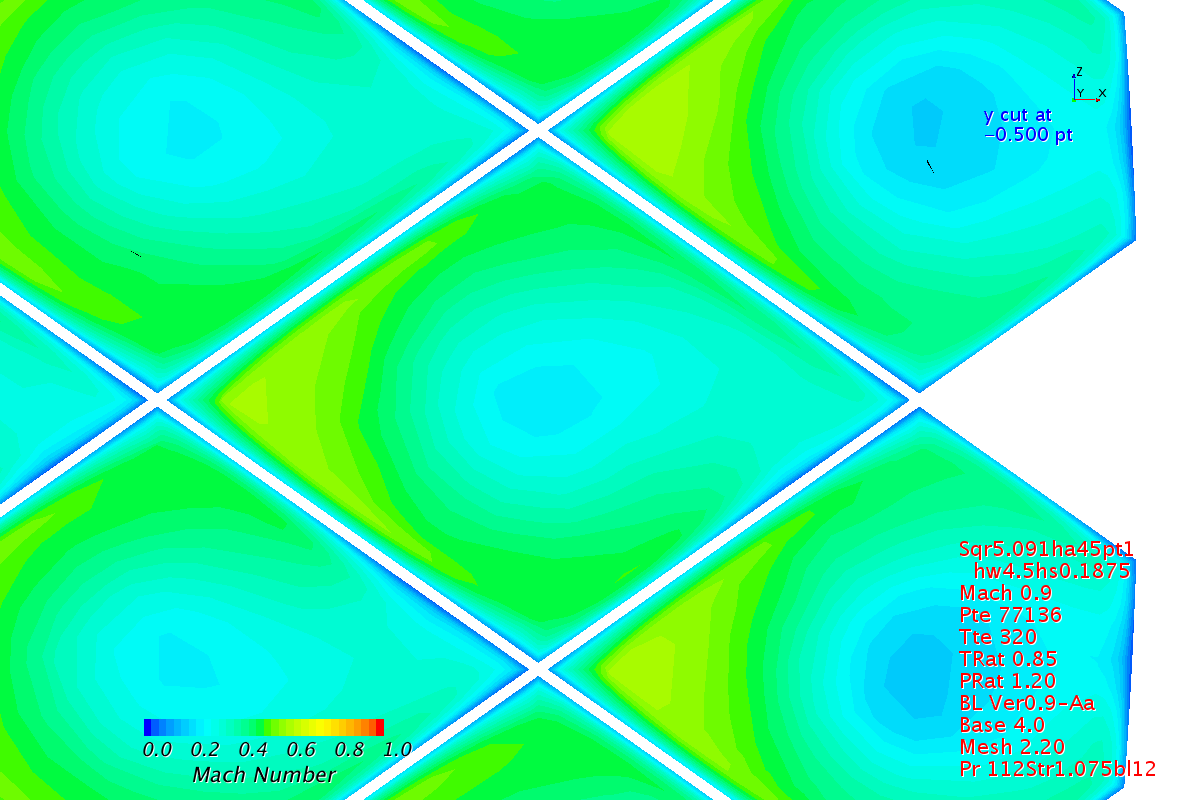 Z
Y X
y cut at
−0.500 pt
Sqr5.091ha45pt1
hw4.5hs0.1875
Mach 0.9
Pte 77136
Tte 320
TRat 0.85
PRat 1.20
BL Ver0.9−Aa
Base 4.0
Mesh 2.20
Pr 112Str1.075bl12
0.0 0.2 0.4 0.6 0.8 1.0
Mach Number